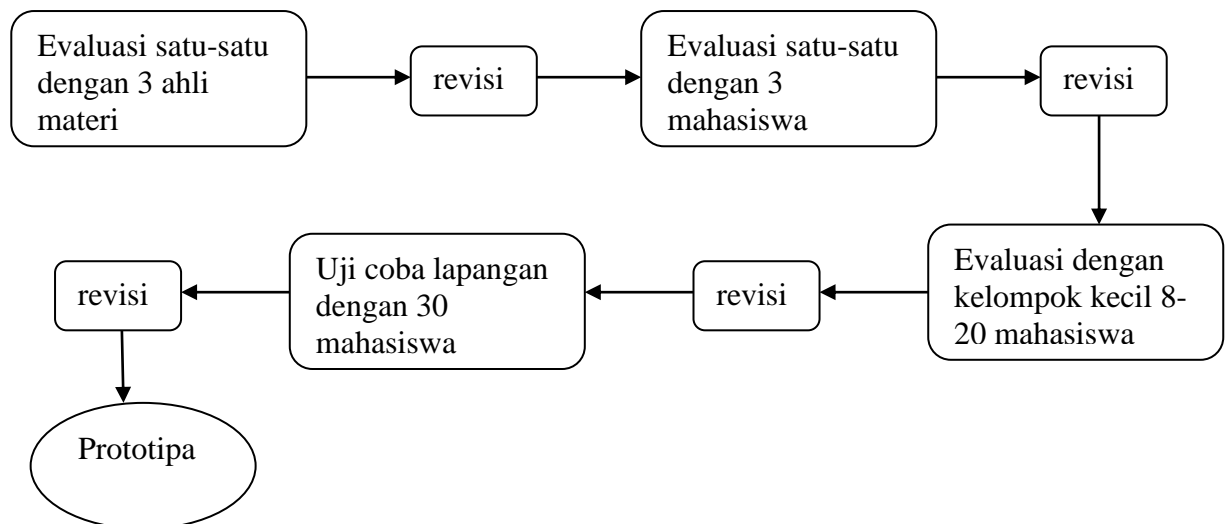 Evaluasi satu-satu
dengan 3 ahli
materi
revisi
Evaluasi satu-satu
dengan 3
mahasiswa
revisi
Evaluasi dengan
kelompok kecil 8-
20 mahasiswa
revisi
Uji coba lapangan
dengan 30
mahasiswa
revisi
Prototipa